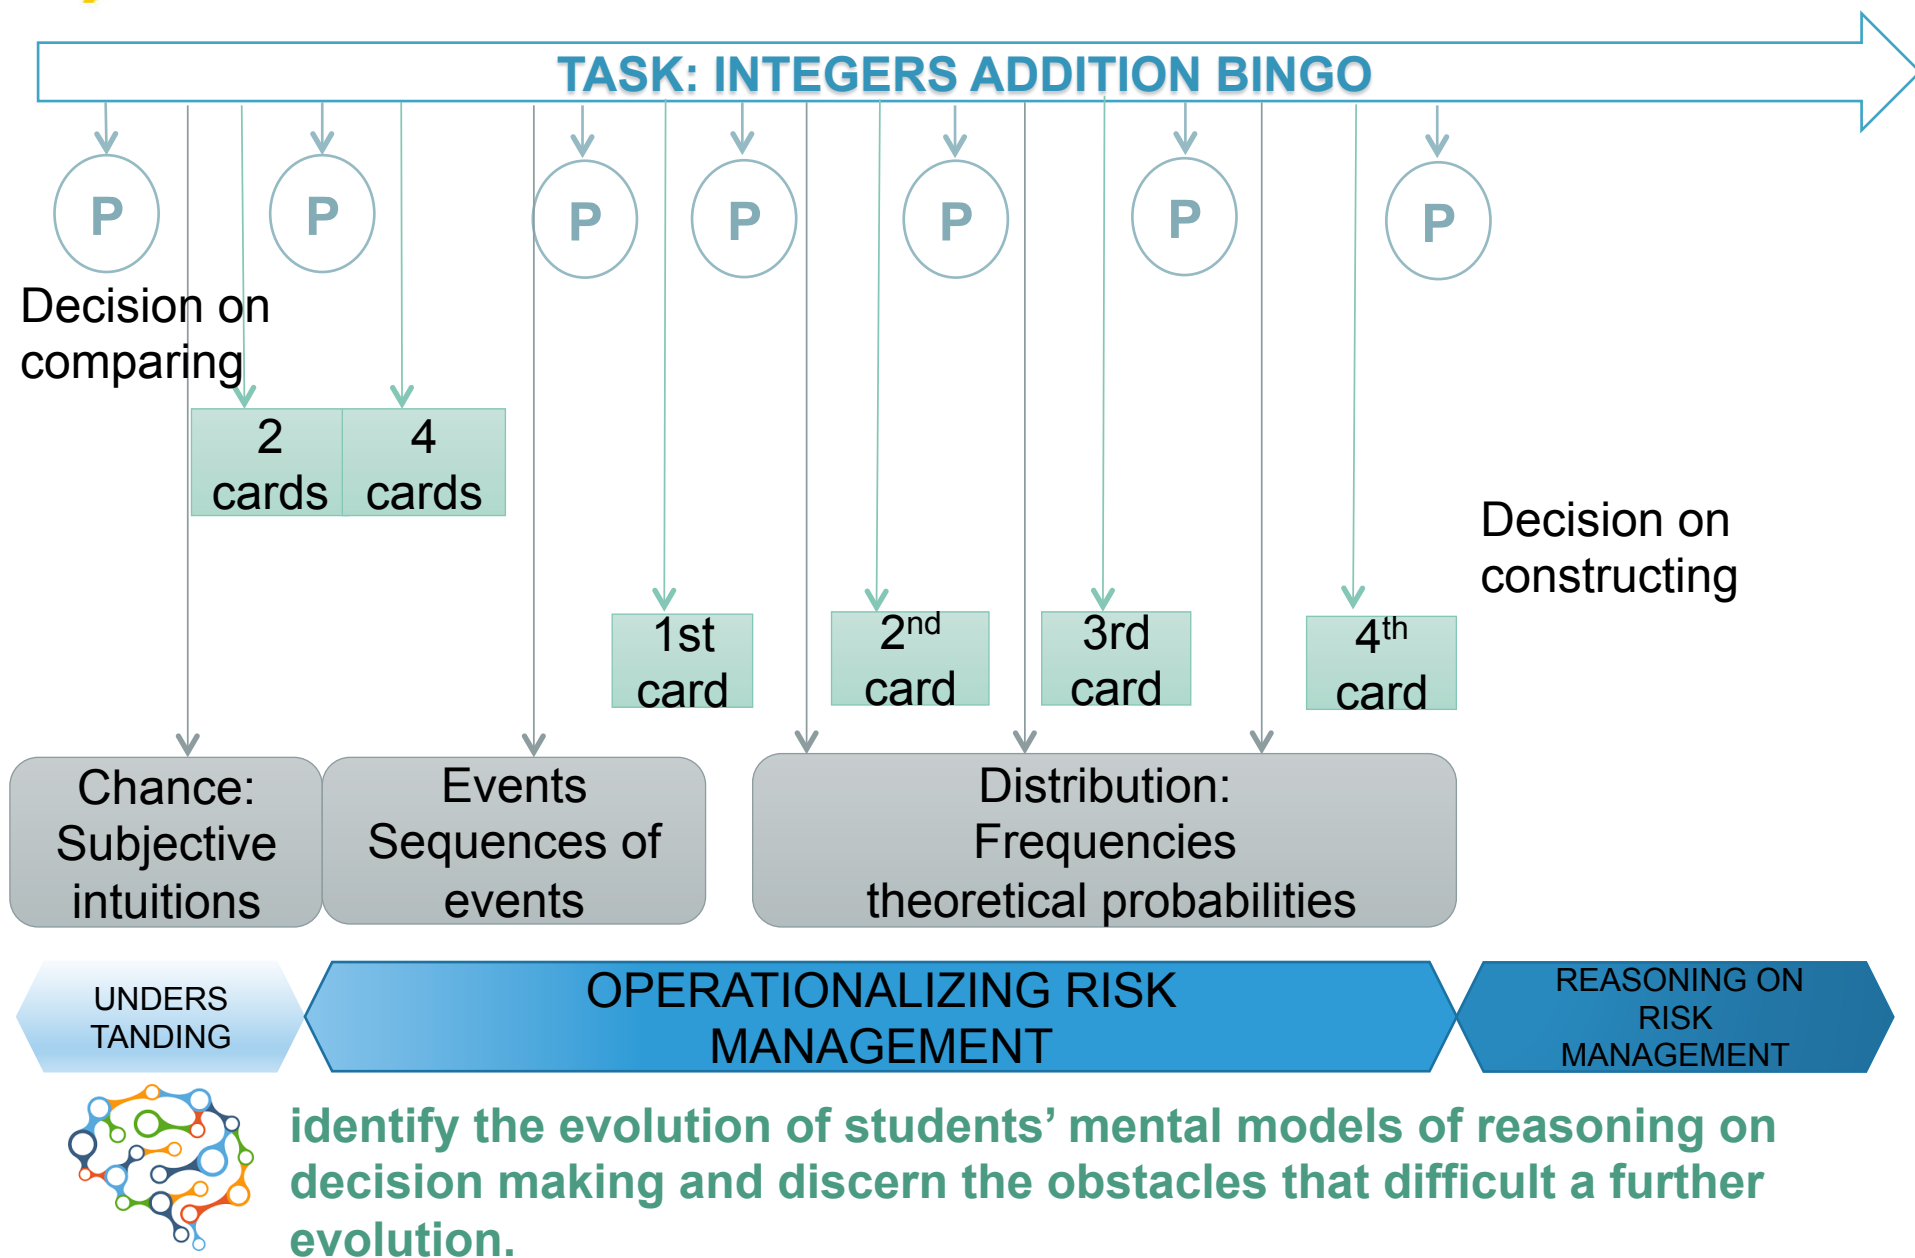 TASK: INTEGERS ADDITION BINGO
P
P
P
P
P
P
P
Decision on
comparing
2
cards
4
cards
Decision on
constructing
1st
card
2nd
card
3rd
card
4th
card
Chance:
Subjective
intuitions
Events
Sequences of
events
Distribution:
Frequencies
theoretical probabilities
UNDERS
TANDING
OPERATIONALIZING RISK
MANAGEMENT
REASONING ON
RISK
MANAGEMENT
identify the evolution of students’ mental models of reasoning on
decision making and discern the obstacles that difficult a further
evolution.